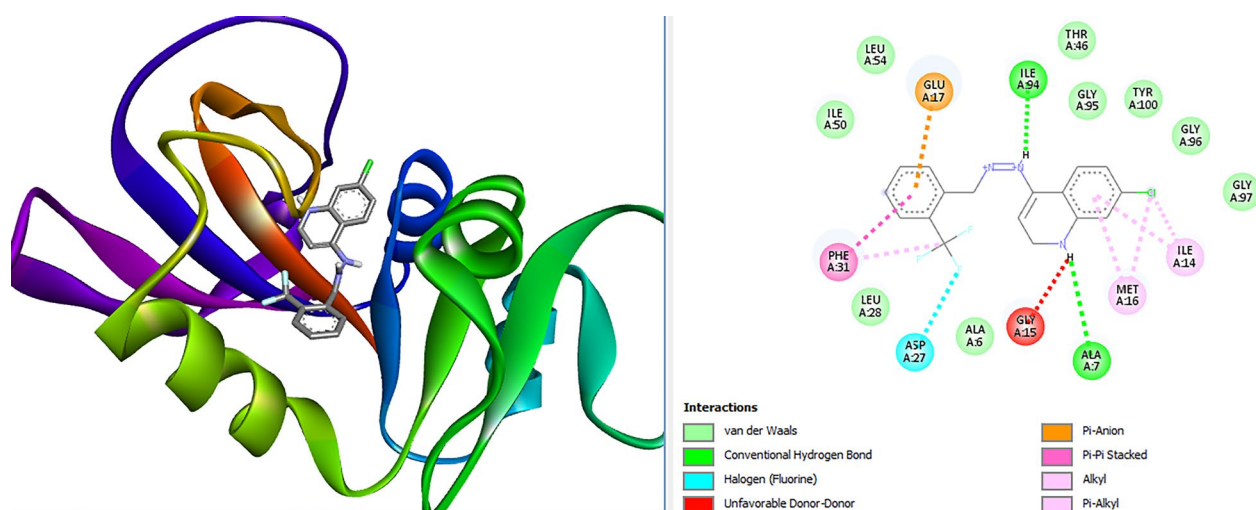 THR
A:46
LEU
A:54
ILE
A:94
GLU
A:17
GLY
A:95
TYR
A:100
ILE
A:50
GLY
A:96
H
N
N
GLY
A:97
Cl
F
F
F
N
H
PHE
A:31
ILE
A:14
MET
A:16
LEU
A:28
GLY
A:15
ALA
A:6
ASP
A:27
ALA
A:7
Interactions
van der Waals
Conventional Hydrogen Bond
Halogen (Fluorine)
Unfavorable Donor-Donor
Pi-Anion
Pi-Pi Stacked
Alkyl
Pi-Alkyl